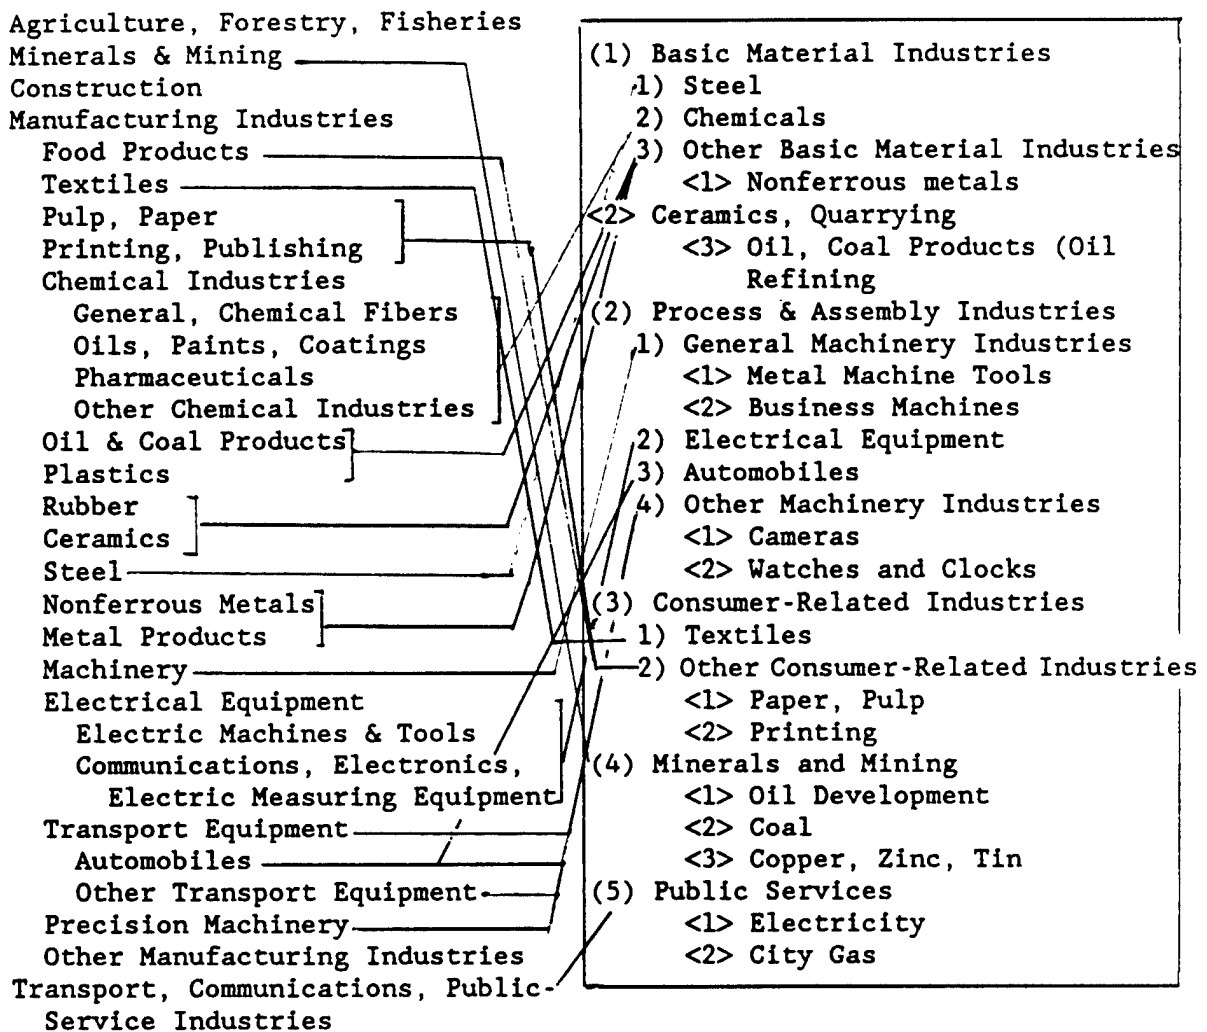 Agriculture, Forestry, Fisheries
Minerals & Mining
Construction
Manufacturing Industries
Food Products
Textiles
Pulp, Paper
Printing, Publishing
Chemical Industries
General, Chemical Fibers
Oils, Paints, Coatings
Pharmaceuticals
Other Chemical Industries
Oil & Coal Products
Plastics
Rubber
Ceramics
Steel
Nonferrous Metals
Metal Products
Machinery
Electrical Equipment
Electric Machines & Tools
Communications, Electronics,
Electric Measuring Equipment
Transport Equipment
Automobiles
Other Transport Equipment
Precision Machinery
Other Manufacturing Industries
Transport, Communications, Public-
Service Industries
(1) Basic Material Industries
1) Steel
2) Chemicals
3) Other Basic Material Industries
<1> Nonferrous metals
<2> Ceramics, Quarrying
<3> Oil, Coal Products (Oil
Refining
(2) Process & Assembly Industries
1) General Machinery Industries
<1> Metal Machine Tools
<2> Business Machines
2) Electrical Equipment
3) Automobiles
4) Other Machinery Industries
<1> Cameras
<2> Watches and Clocks
(3) Consumer-Related Industries
1) Textiles
2) Other Consumer-Related Industries
<1> Paper, Pulp
<2> Printing
(4) Minerals and Mining
<1> Oil Development
<2> Coal
<3> Copper, Zinc, Tin
(5) Public Services
<1> Electricity
<2> City Gas